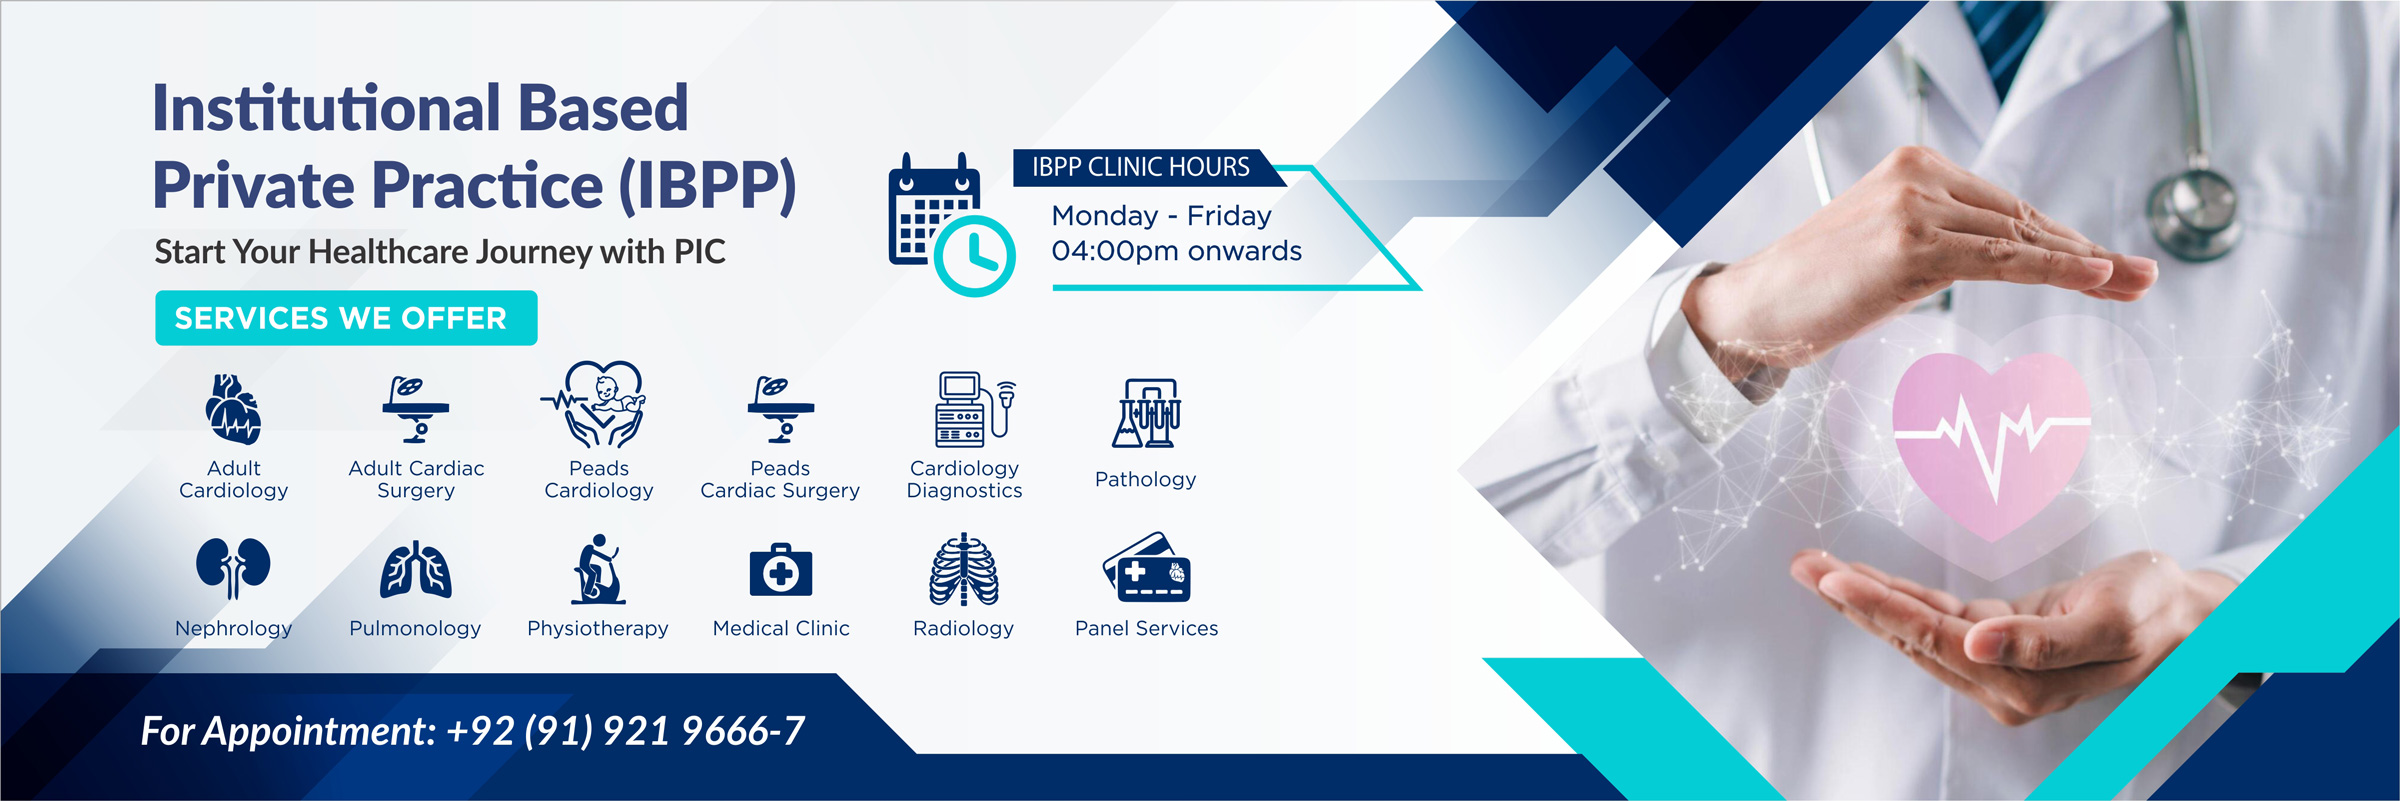 Institutional Based
Private Practice (IBPP)
Start Your Healthcare Journey with PIC
IBPP CLINIC HOURS
Monday - Friday
04:00pm onwards
SERVICES WE OFFER
Adult
Cardiology
Adult Cardiac
Surgery
Peads
Cardiology
Peads
Cardiac Surgery
Cardiology
Diagnostics
Pathology
Nephrology
Pulmonology
Physiotherapy
Medical Clinic
Radiology
Panel Services
For Appointment: +92 (91) 921 9666-7